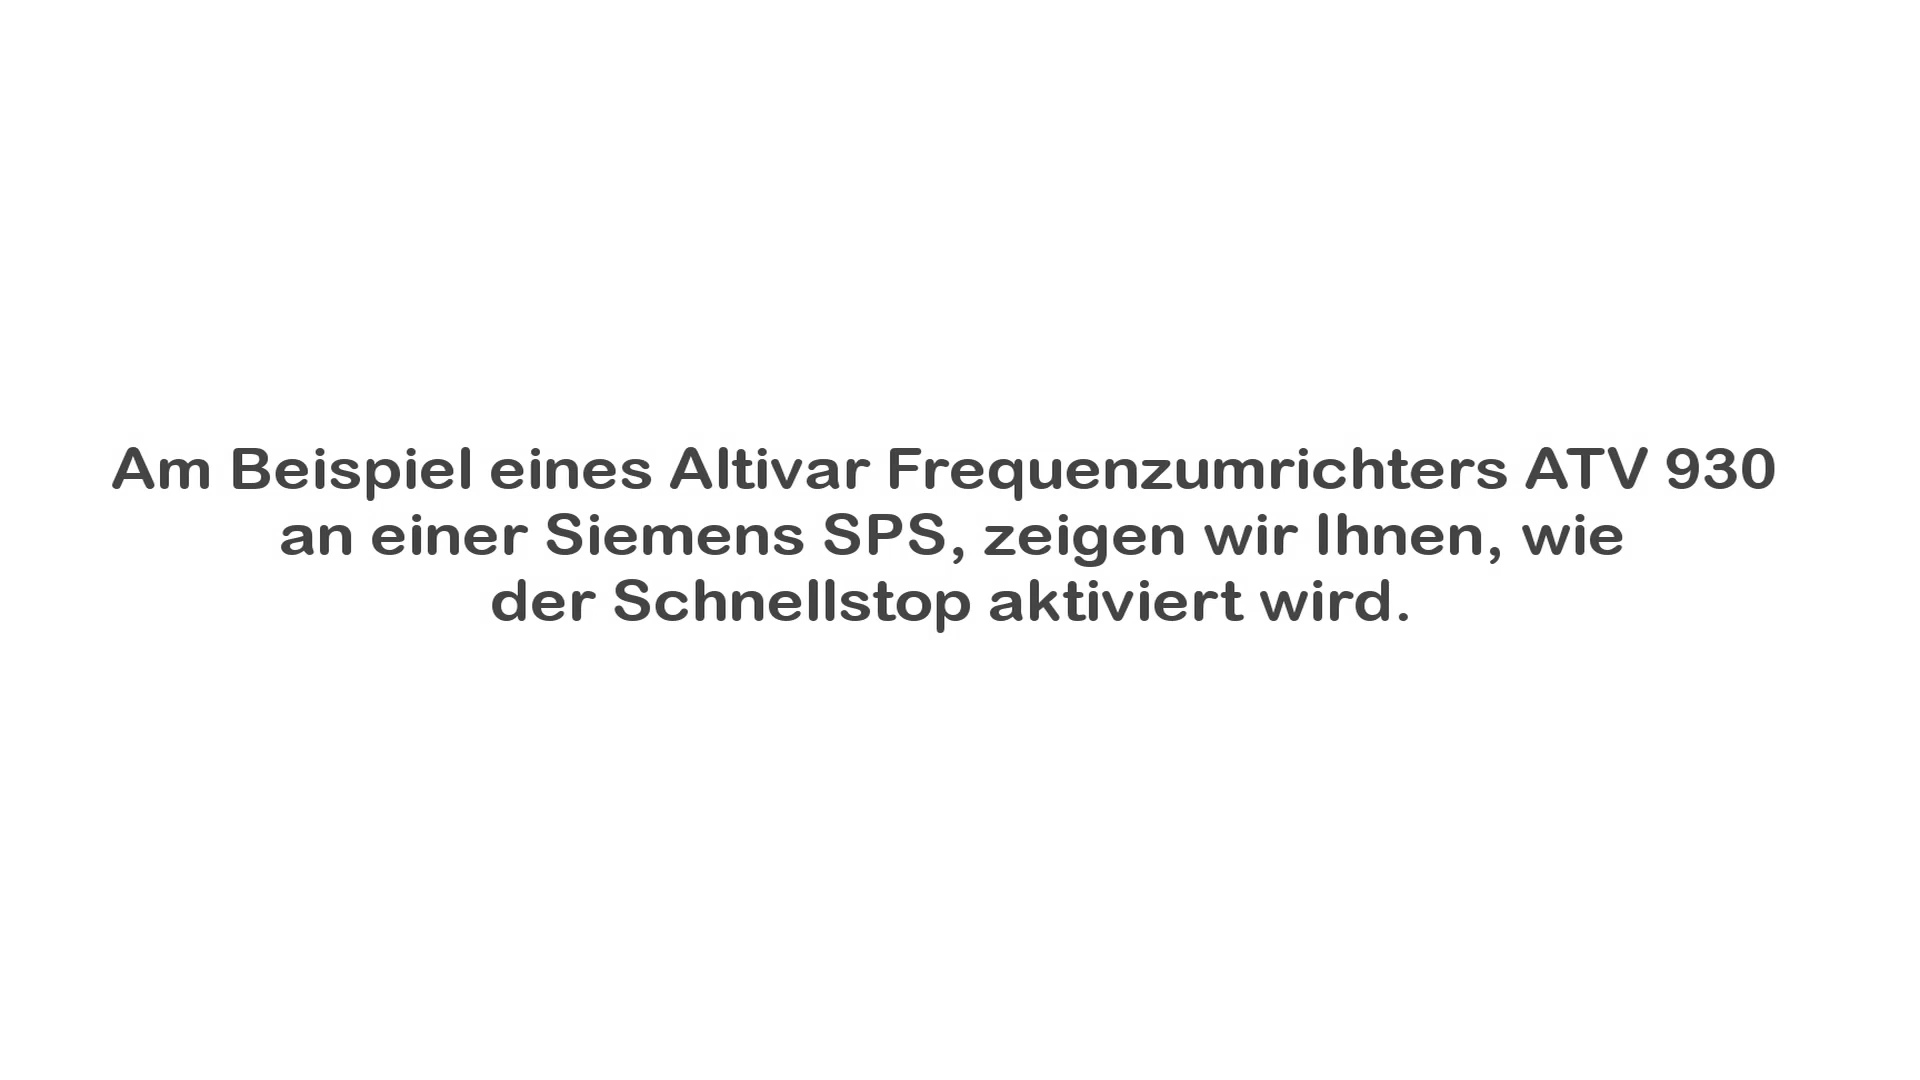 Am Beispiel eines Altivar Frequenzumrichters ATV 930
an einer Siemens SPS, zeigen wir Ihnen, wie
der Schnellstop aktiviert wird.